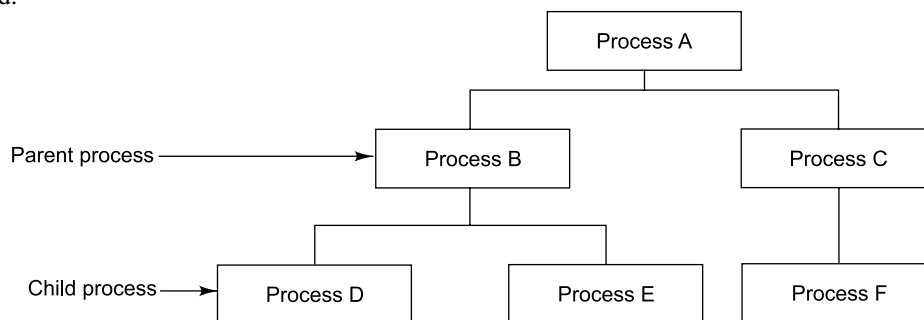 d.
Process A
Parent process
Process B
Process C
Child process
Process D
Process E
Process F